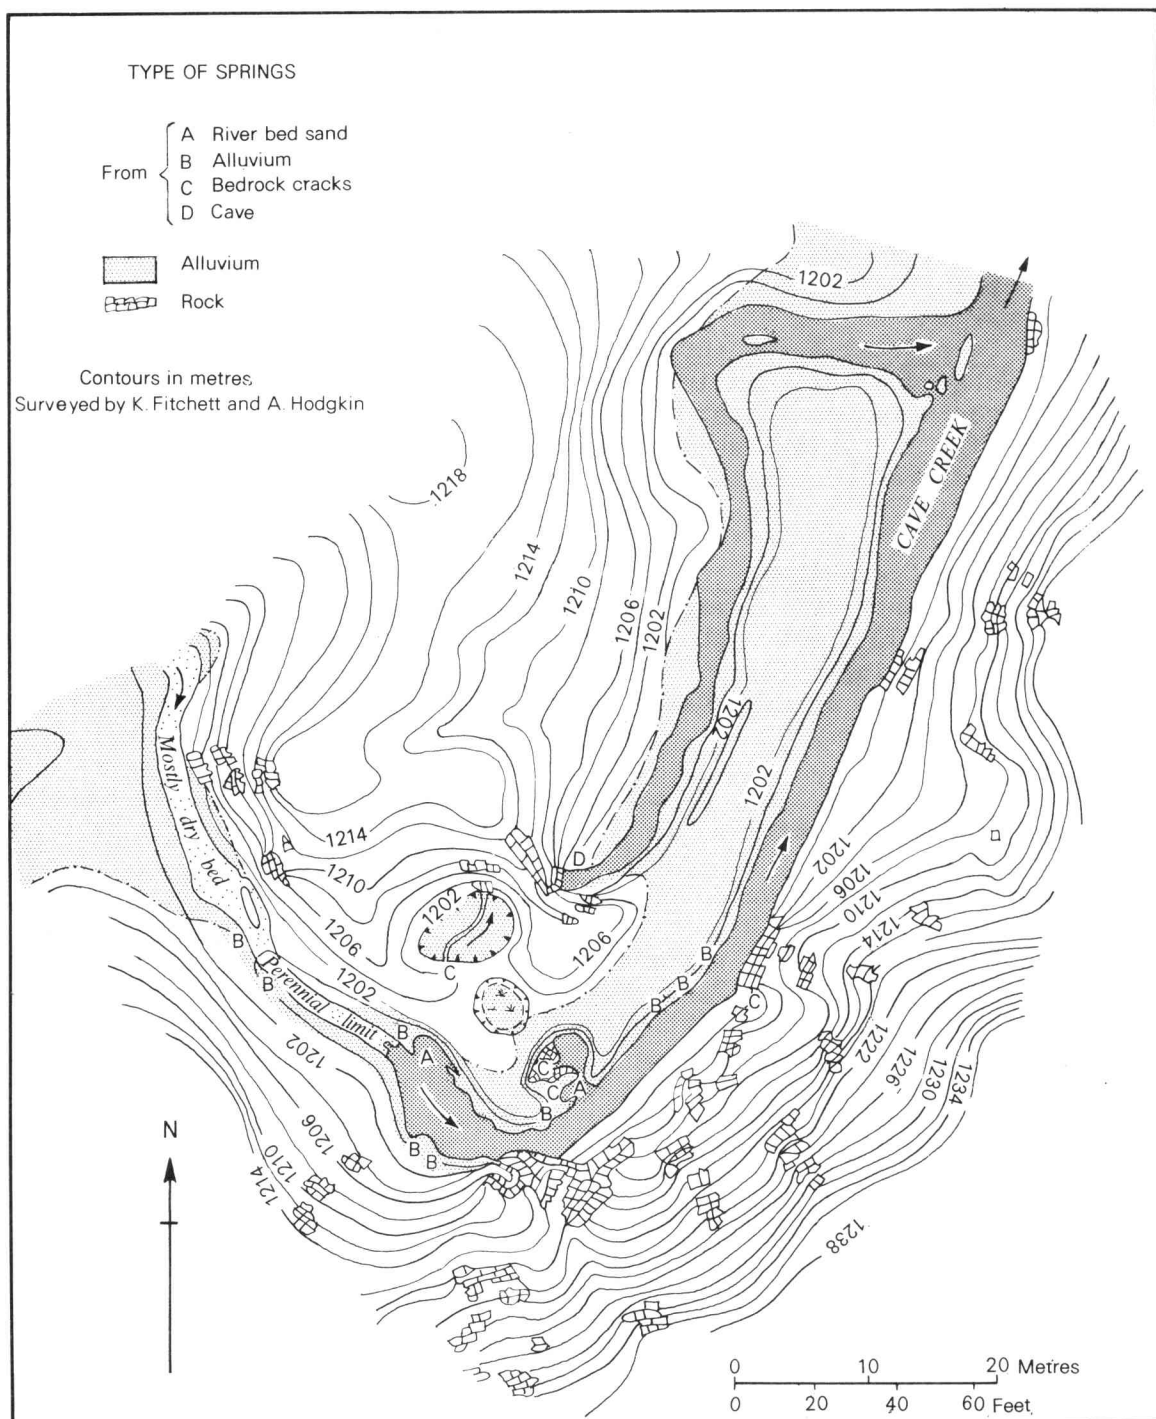 TYPE OF SPRINGS
From
A River bed sand
B Alluvium
C Bedrock cracks
D Cave
Alluvium
Rock
Contours in metres
Surveyed by K. Fitchett and A. Hodgkin
1202
CAVE CREEK
1218
1214
1210
1206
1202
1202
1202
Mostly dry bed
1214
1210
1206
1202
D
1202
1206
C
1202
1206
1210
1214
B
B
Perennial limit
B
A
B
B
B
C
C
C
A
B
B
B
1202
1206
1210
1214
1222
1226
1230
1234
1238
N
0 10 20 Metres
0 20 40 60 Feet